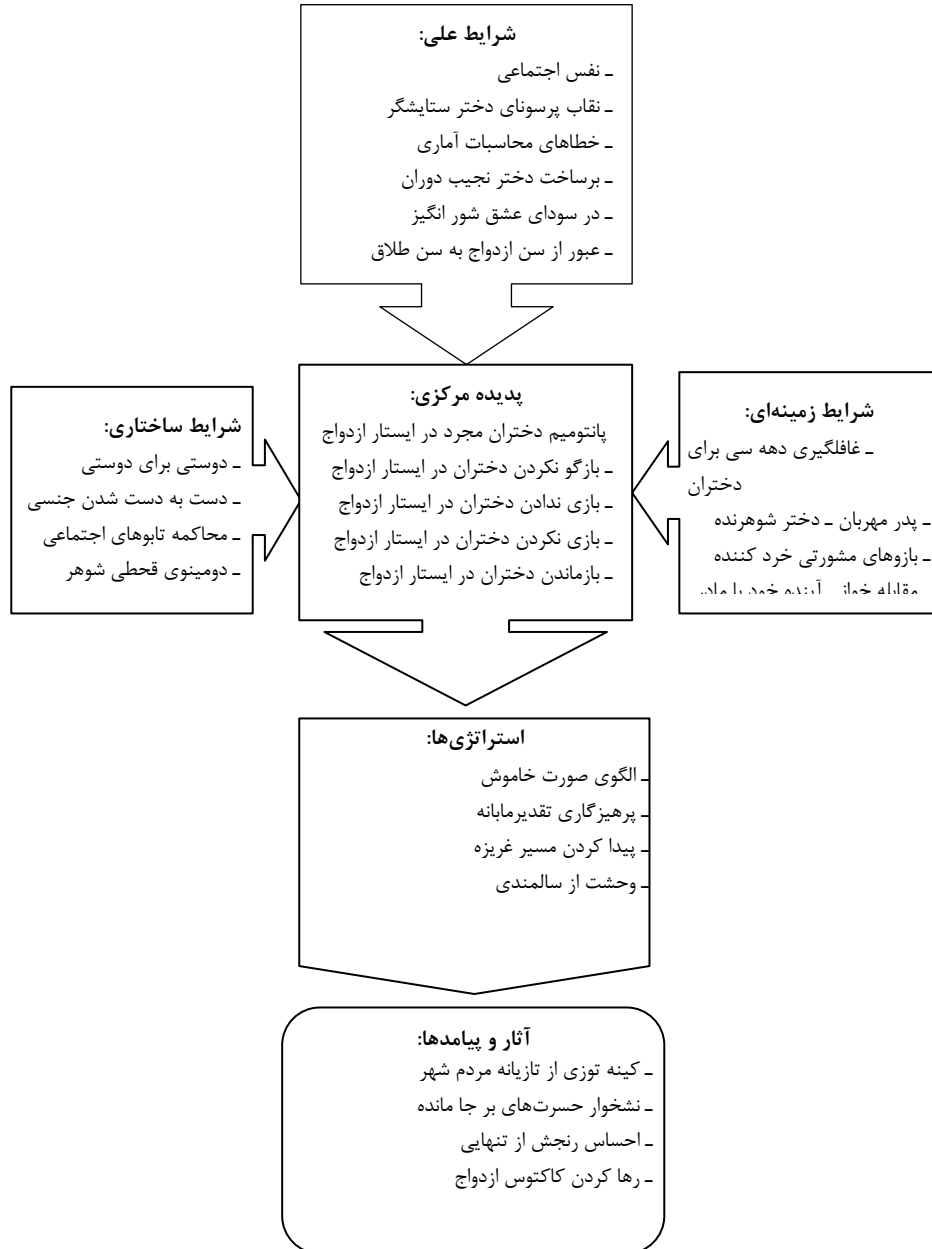 شرایط علی:
ـ نفس اجتماعی
ـ نقاب پرسونای دختر ستایشگر
ـ خطاهای محاسبات آماری
ـ برساخت دختر نجیب دوران
ـ در سودای عشق شور انگیز
ـ عبور از سن ازدواج به سن طلاق
شرایط زمینه‌ای:
ـ غافلگیری دهه سی برای
دختران
ـ پدر مهربان ـ دختر شوهرنده
ـ بازوهای مشورتی خرد کننده
مقابله خوانی آینده خود با مادر
پدیده مرکزی:
پانتومیم دختران مجرد در ایستار ازدواج
ـ بازگو نکردن دختران در ایستار ازدواج
ـ بازی ندادن دختران در ایستار ازدواج
ـ بازی نکردن دختران در ایستار ازدواج
ـ بازماندن دختران در ایستار ازدواج
شرایط ساختاری:
ـ دوستی برای دوستی
ـ دست به دست شدن جنسی
ـ محاکمه تابوهای اجتماعی
ـ دومینوی قحطی شوهر
استراتژی‌ها:
ـ الگوی صورت خاموش
ـ پرهیزگاری تقدیرمابانه
ـ پیدا کردن مسیر غریزه
ـ وحشت از سالمندی
آثار و پیامدها:
ـ کینه توزی از تازیانه مردم شهر
ـ نشخوار حسرت‌های بر جا مانده
ـ احساس رنجش از تنهایی
ـ رها کردن کاکتوس ازدواج